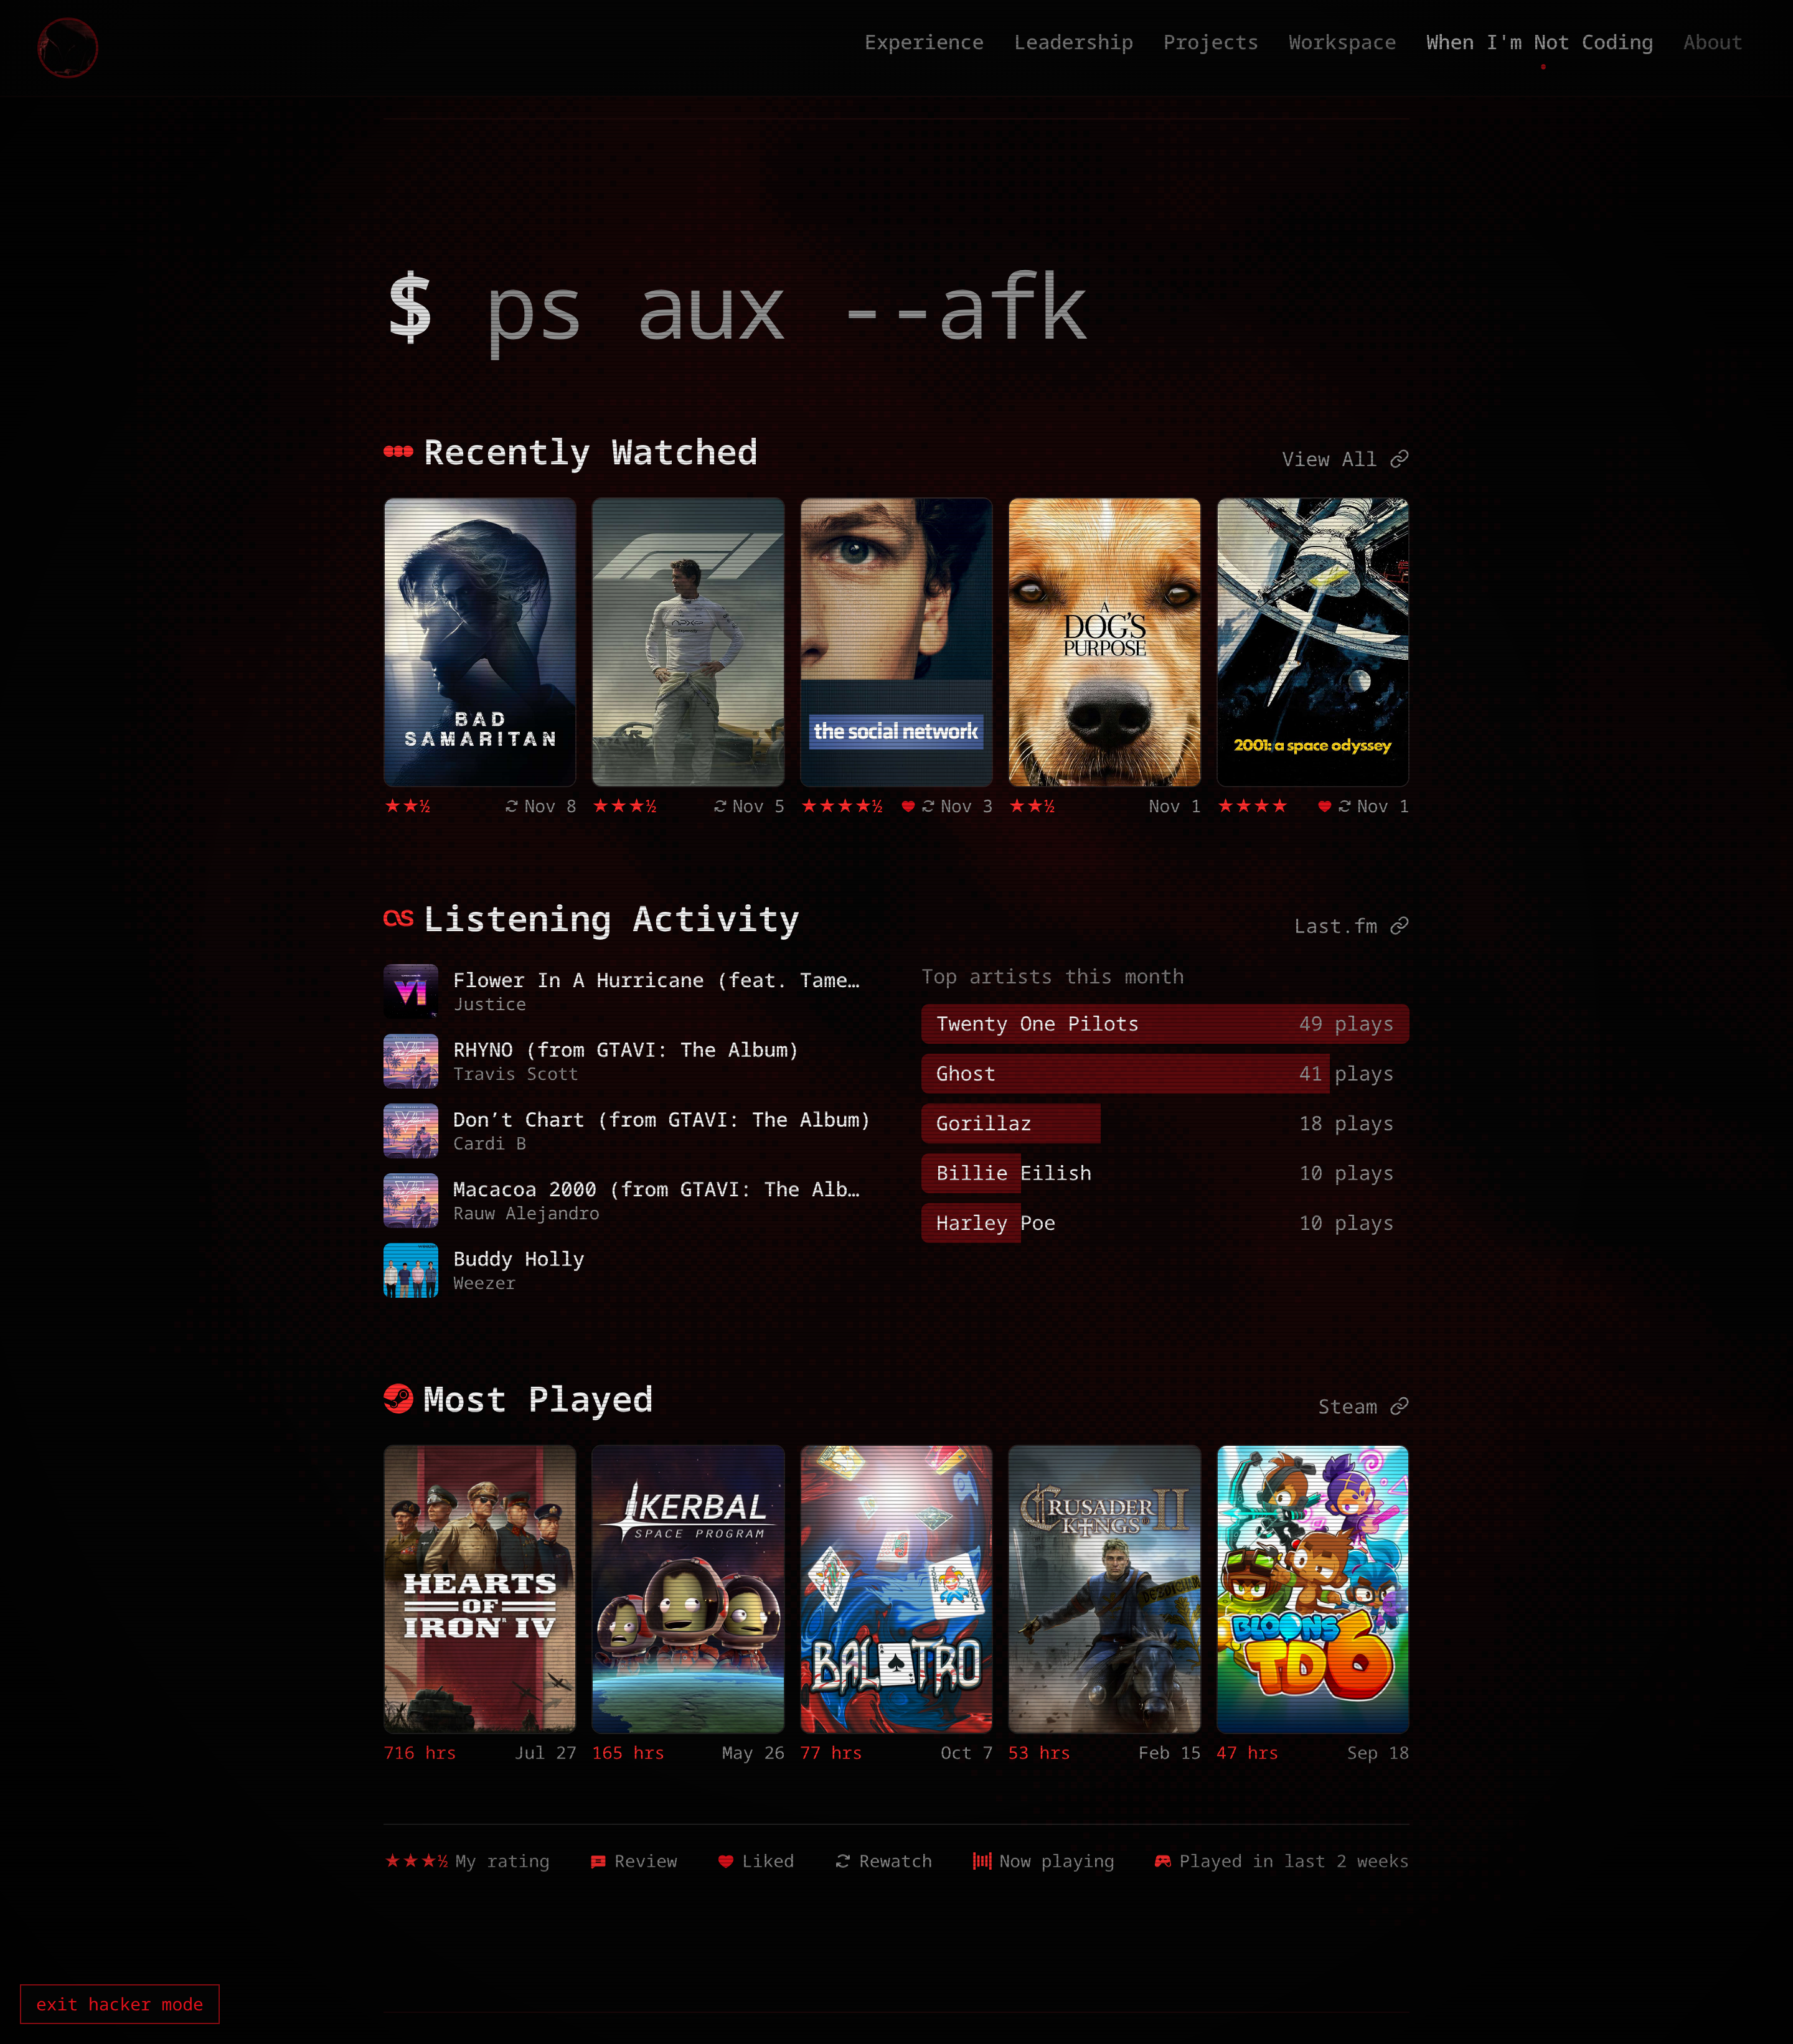 Experience Leadership Projects Workspace When I'm Not Coding About
$ ps aux --afk
Recently Watched
View All
BAD
SAMARITAN
the social network
A
DOG'S
PURPOSE
2001: a space odyssey
★★½ Nov 8
★★★½ Nov 5
★★★★½ Nov 3
★★½ Nov 1
★★★★ Nov 1
Listening Activity
Last.fm
Flower In A Hurricane (feat. Tame…
Justice
RHYNO (from GTAVI: The Album)
Travis Scott
Don’t Chart (from GTAVI: The Album)
Cardi B
Macacoa 2000 (from GTAVI: The Alb…
Rauw Alejandro
Buddy Holly
Weezer
Top artists this month
Twenty One Pilots 49 plays
Ghost 41 plays
Gorillaz 18 plays
Billie Eilish 10 plays
Harley Poe 10 plays
Most Played
Steam
HEARTS
OF
IRON IV
KERBAL
SPACE PROGRAM
BALATRO
CRUSADER
KINGS II
BLOONS
TD6
716 hrs Jul 27
165 hrs May 26
77 hrs Oct 7
53 hrs Feb 15
47 hrs Sep 18
★★★½ My rating
Review
Liked
Rewatch
Now playing
Played in last 2 weeks
exit hacker mode